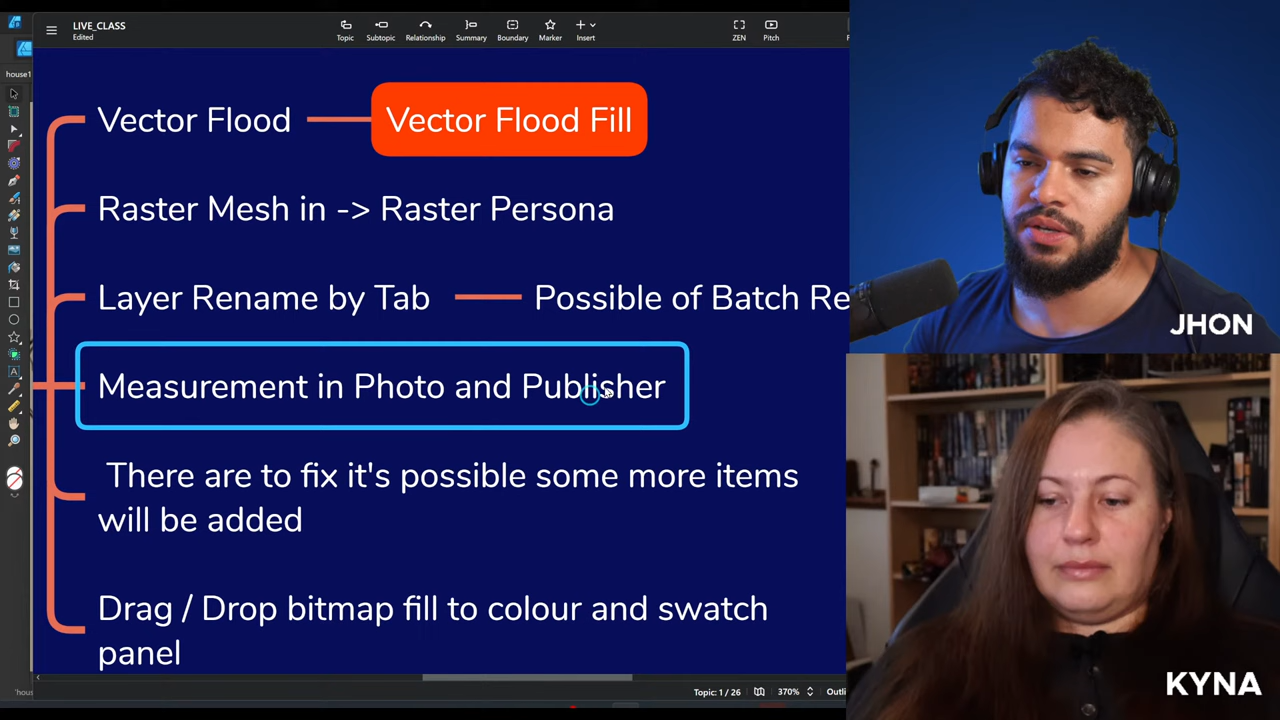 LIVE_CLASS
Edited
Topic
Subtopic
Relationship
Summary
Boundary
Marker
Insert
ZEN
Pitch
house1
Vector Flood
Vector Flood Fill
Raster Mesh in -> Raster Persona
Layer Rename by Tab
Possible of Batch Re
Measurement in Photo and Publisher
There are to fix it's possible some more items
will be added
Drag / Drop bitmap fill to colour and swatch
panel
JHON
KYNA
'hous
Topic: 1 / 26
370%
Outli